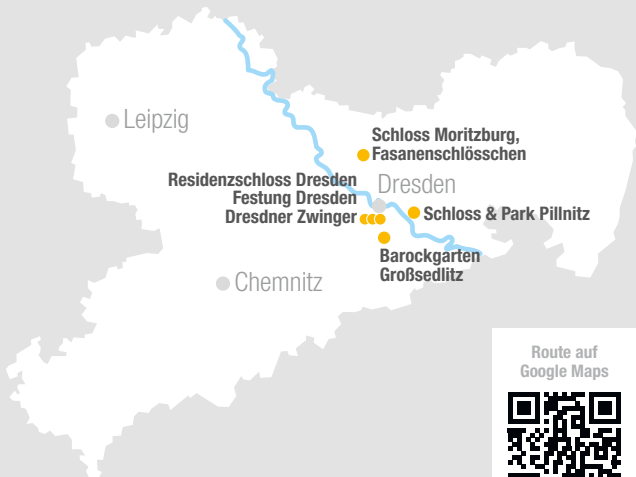 Leipzig
Schloss Moritzburg,
Fasanenschlösschen
Residenzschloss Dresden
Festung Dresden
Dresdner Zwinger
Dresden
Schloss & Park Pillnitz
Barockgarten
Großsedlitz
Chemnitz
Route auf
Google Maps